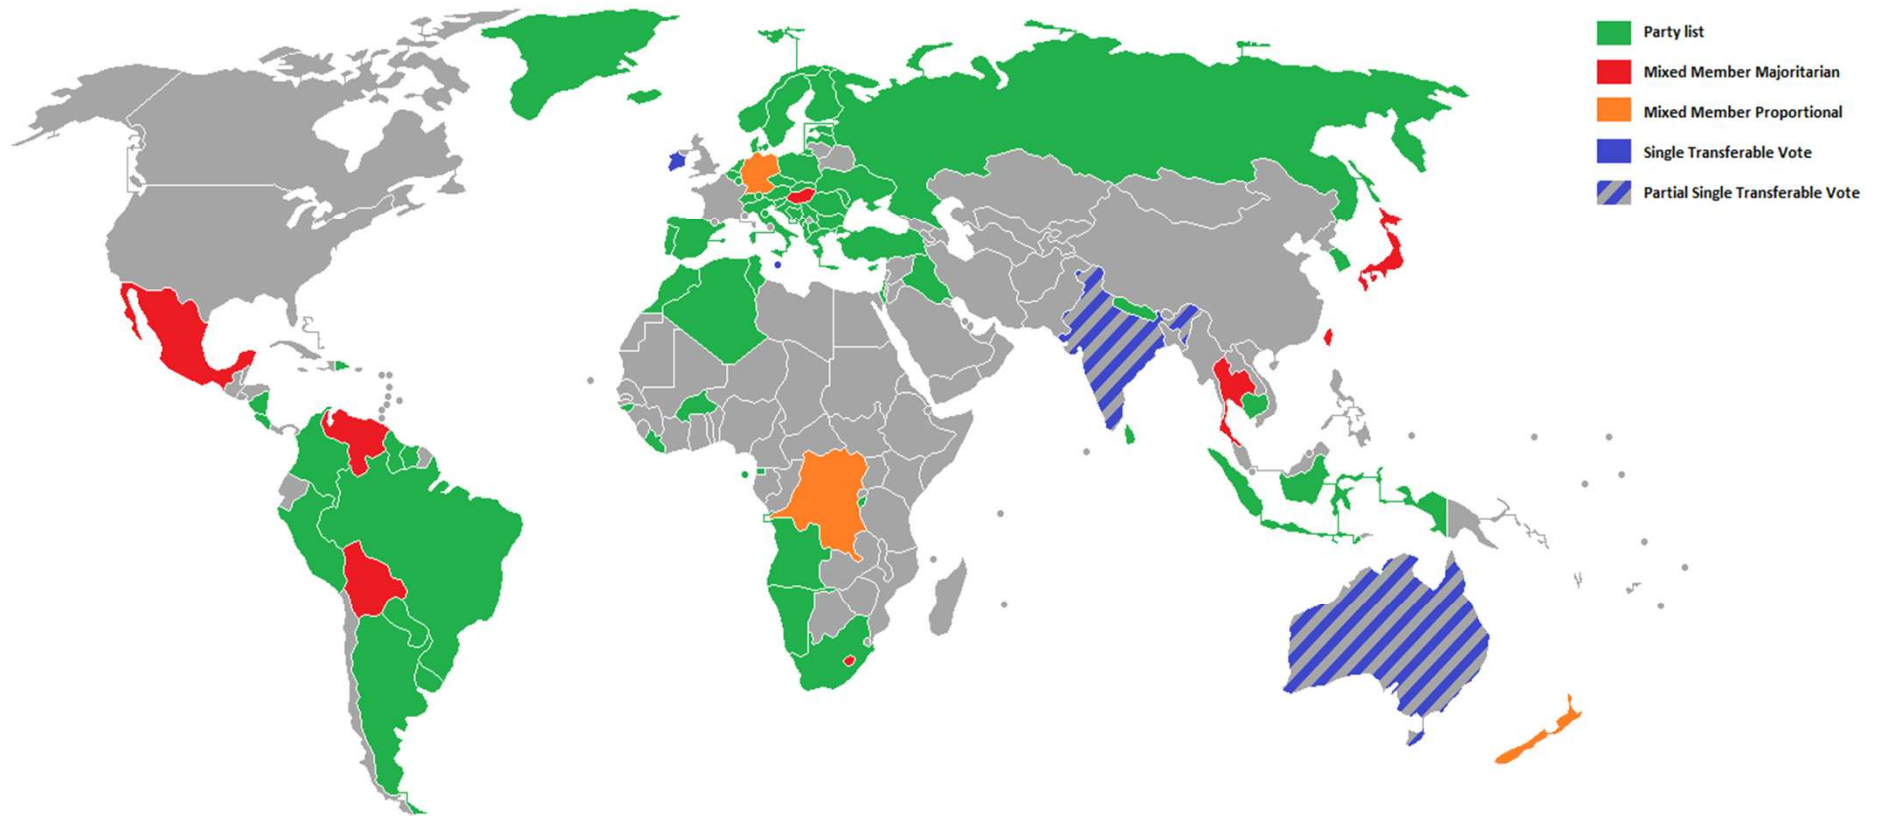 Party list
Mixed Member Majoritarian
Mixed Member Proportional
Single Transferable Vote
Partial Single Transferable Vote